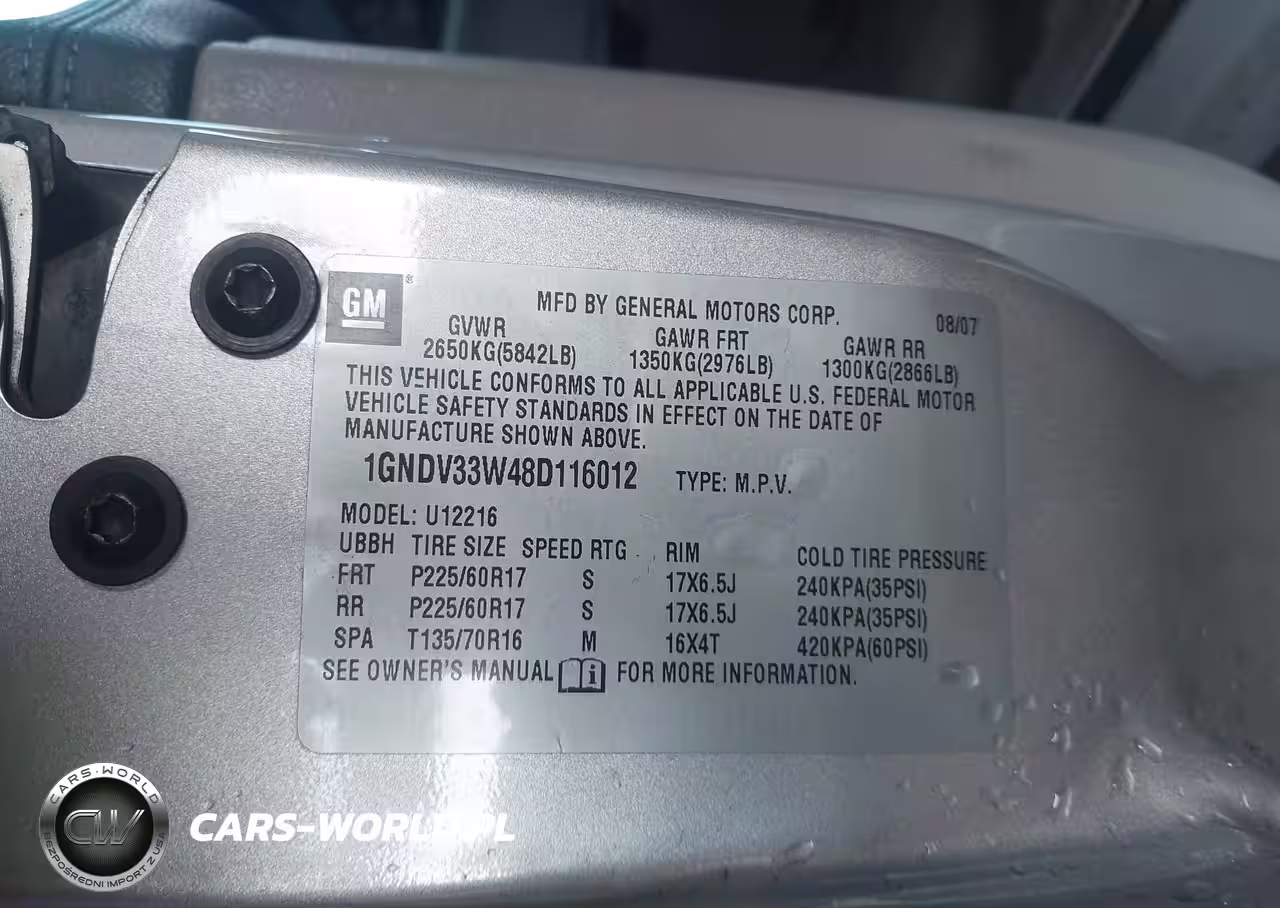 GM ®
MFD BY GENERAL MOTORS CORP. 08/07
GVWR GAWR FRT GAWR RR
2650KG(5842LB) 1350KG(2976LB) 1300KG(2866LB)
THIS VEHICLE CONFORMS TO ALL APPLICABLE U.S. FEDERAL MOTOR
VEHICLE SAFETY STANDARDS IN EFFECT ON THE DATE OF
MANUFACTURE SHOWN ABOVE.
1GNDV33W48D116012 TYPE: M.P.V.
MODEL: U12216
UBBH TIRE SIZE SPEED RTG RIM COLD TIRE PRESSURE
FRT P225/60R17 S 17X6.5J 240KPA(35PSI)
RR P225/60R17 S 17X6.5J 240KPA(35PSI)
SPA T135/70R16 M 16X4T 420KPA(60PSI)
SEE OWNER'S MANUAL i FOR MORE INFORMATION.
CARS-WORLD
CW
BEZPOŚREDNI IMPORT Z USA
CARS-WORLD.PL